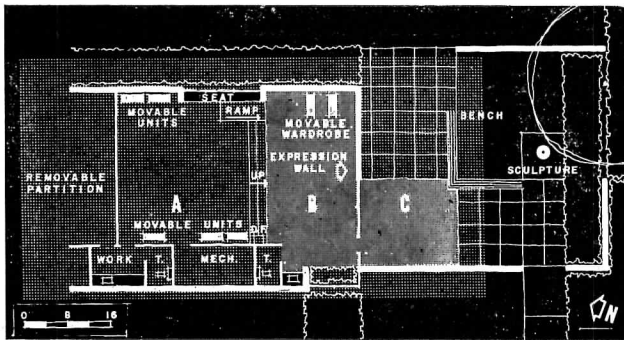 SEAT
RAMP
MOVABLE
UNITS
MOVABLE
WARDROBE
BENCH
EXPRESSION
WALL
SCULPTURE
REMOVABLE
PARTITION
UP
A
B
C
MOVABLE UNITS
D.F.
WORK
T.
MECH.
T.
0 8 16
N